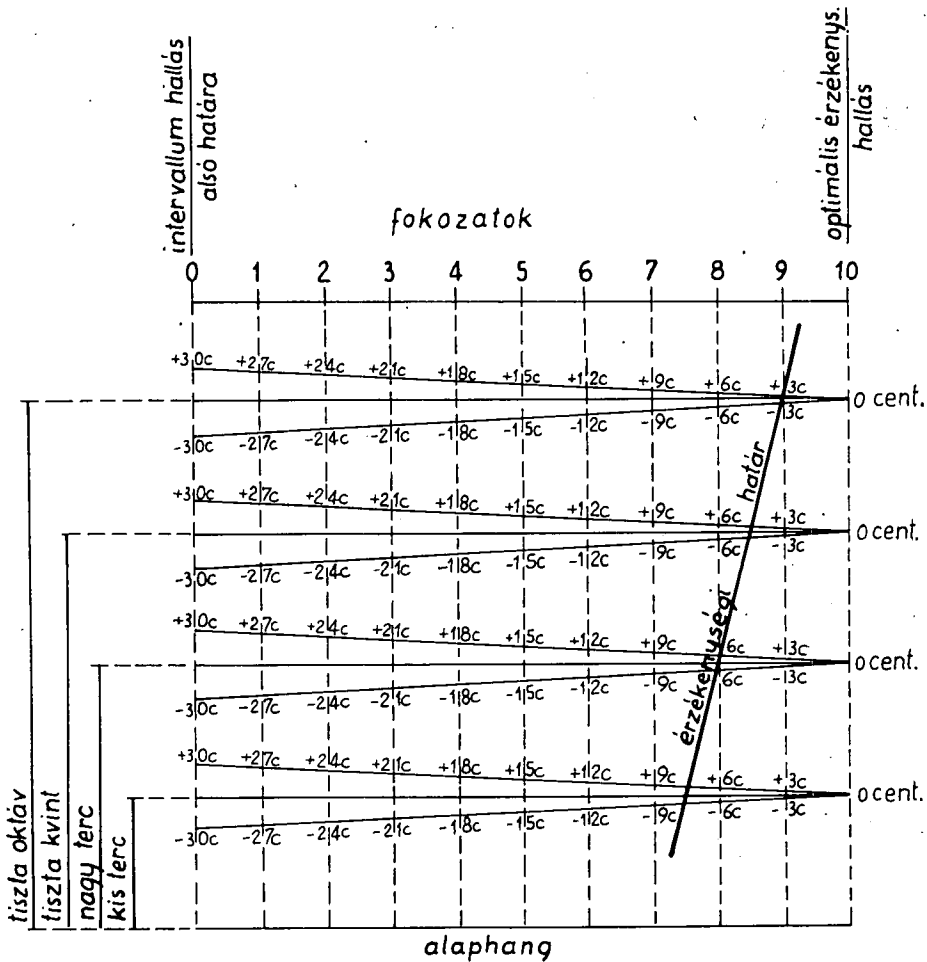 intervallum hallás
alsó határa
optimális érzékenys.
hallás
fokozatok
0 1 2 3 4 5 6 7 8 9 10
+30c +27c +24c +21c +18c +15c +12c +9c +6c +3c
0 cent.
-30c -27c -24c -21c -18c -15c -12c -9c -6c -3c
+30c +27c +24c +21c +18c +15c +12c +9c +6c +3c
0 cent.
-30c -27c -24c -21c -18c -15c -12c -9c -6c -3c
+30c +27c +24c +21c +18c +15c +12c +9c 6c +3c
0 cent.
-30c -27c -24c -21c -18c -15c -12c -9c 6c -3c
+30c +27c +24c +21c +18c +15c +12c +9c +6c +3c
0 cent.
-30c -27c -24c -21c -18c -15c -12c -9c -6c -3c
érzékenységi határ
tiszta oktáv
tiszta kvint
nagy terc
kis terc
alaphang